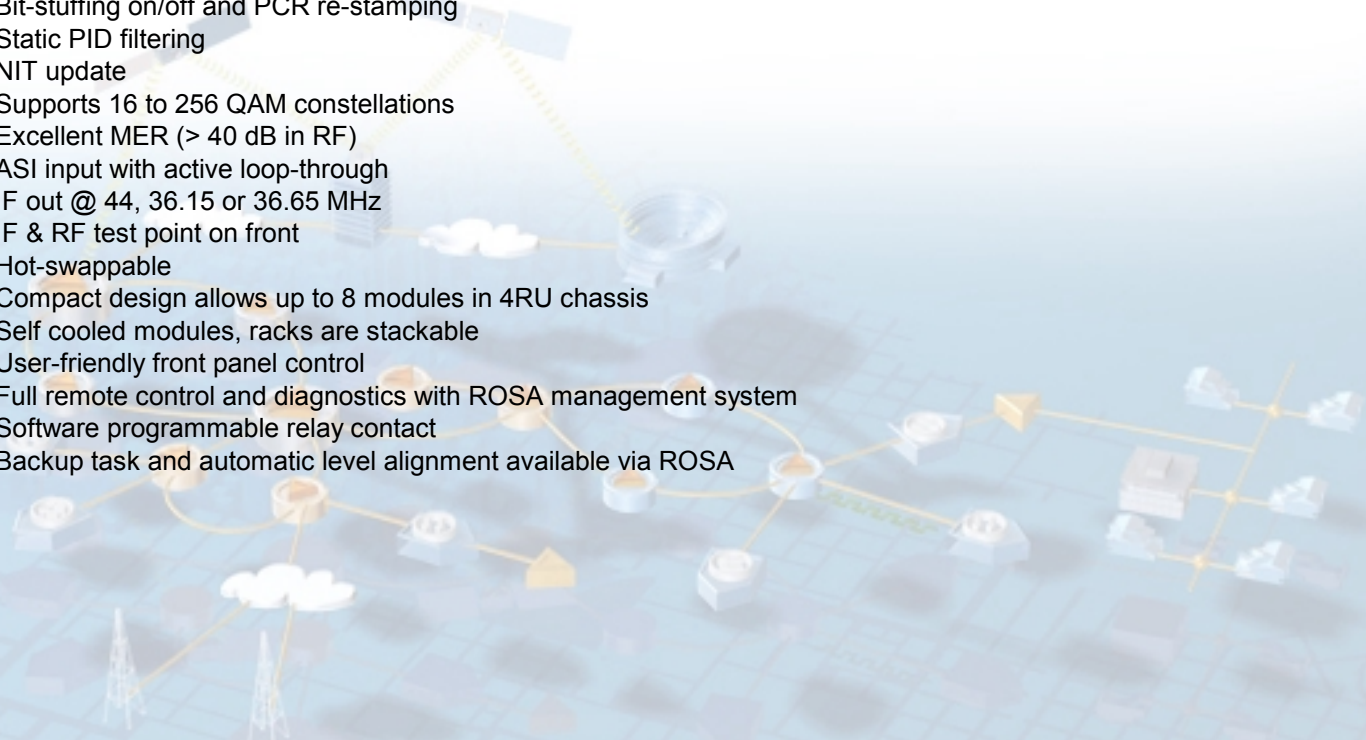 Bit-stuffing on/off and PCR re-stamping
Static PID filtering
NIT update
Supports 16 to 256 QAM constellations
Excellent MER (> 40 dB in RF)
ASI input with active loop-through
IF out @ 44, 36.15 or 36.65 MHz
IF & RF test point on front
Hot-swappable
Compact design allows up to 8 modules in 4RU chassis
Self cooled modules, racks are stackable
User-friendly front panel control
Full remote control and diagnostics with ROSA management system
Software programmable relay contact
Backup task and automatic level alignment available via ROSA